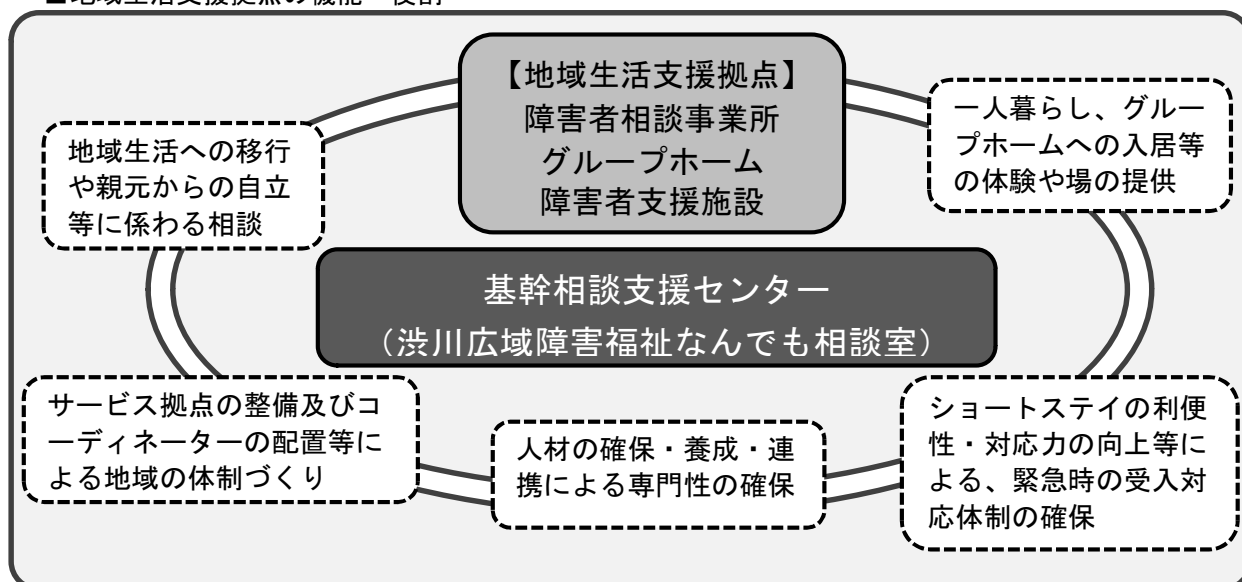 ■地域生活支援拠点の機能・役割
【地域生活支援拠点】
障害者相談事業所
グループホーム
障害者支援施設
一人暮らし、グルー
プホームへの入居等
の体験や場の提供
地域生活への移行
や親元からの自立
等に係わる相談
基幹相談支援センター
（渋川広域障害福祉なんでも相談室）
サービス拠点の整備及びコ
ーディネーターの配置等に
よる地域の体制づくり
人材の確保・養成・連
携による専門性の確保
ショートステイの利便
性・対応力の向上等に
よる、緊急時の受入対
応体制の確保